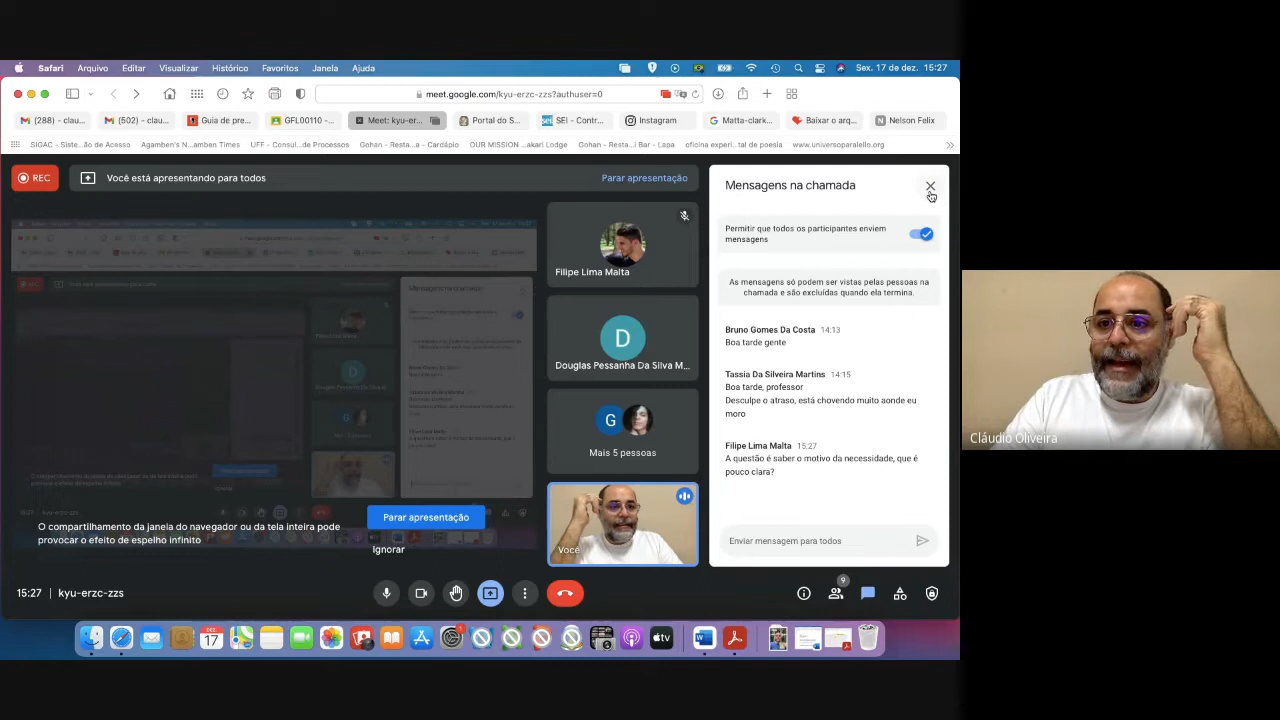 Safari Arquivo Editar Visualizar Histórico Favoritos Janela Ajuda Sex. 17 de dez. 15:27
meet.google.com/kyu-erzc-zzs?authuser=0
(288) – clau... (502) – clau... Guia de pre... GFL00110 –... Meet: kyu-er... Portal do S... SEI - Contr... Instagram Matta-clark... Baixar o arq... Nelson Felix
SIGAC - Siste...ão de Acesso Agamben's N...amben Times UFF - Consul...de Processos Gohan - Resta...a - Cardápio OUR MISSION ...akari Lodge Gohan - Resta...i Bar - Lapa oficina experi...tal de poesia www.universoparalello.org
REC
Você está apresentando para todos
Parar apresentação
Filipe Lima Malta
D
Douglas Pessanha Da Silva M...
G
Mais 5 pessoas
Você
O compartilhamento da janela do navegador ou da tela inteira pode
provocar o efeito de espelho infinito
Parar apresentação
Ignorar
Mensagens na chamada
Permitir que todos os participantes enviem
mensagens
As mensagens só podem ser vistas pelas pessoas na
chamada e são excluídas quando ela termina.
Bruno Gomes Da Costa 14:13
Boa tarde gente
Tassia Da Silveira Martins 14:15
Boa tarde, professor
Desculpe o atraso, está chovendo muito aonde eu
moro
Filipe Lima Malta 15:27
A questão é saber o motivo da necessidade, que é
pouco clara?
Enviar mensagem para todos
15:27 | kyu-erzc-zzs
9
DEZ
17
tv
Cláudio Oliveira